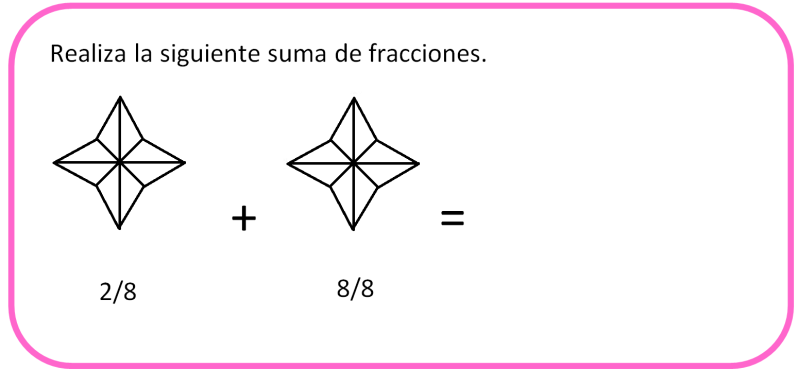 Realiza la siguiente suma de fracciones.
+ =
2/8 8/8